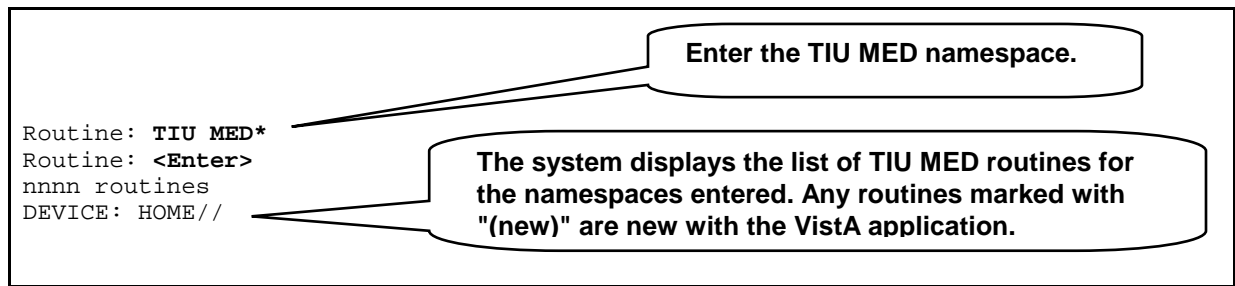 Enter the TIU MED namespace.
Routine: TIU MED*
Routine: <Enter>
nnnn routines
DEVICE: HOME//
The system displays the list of TIU MED routines for
the namespaces entered. Any routines marked with
"(new)" are new with the VistA application.